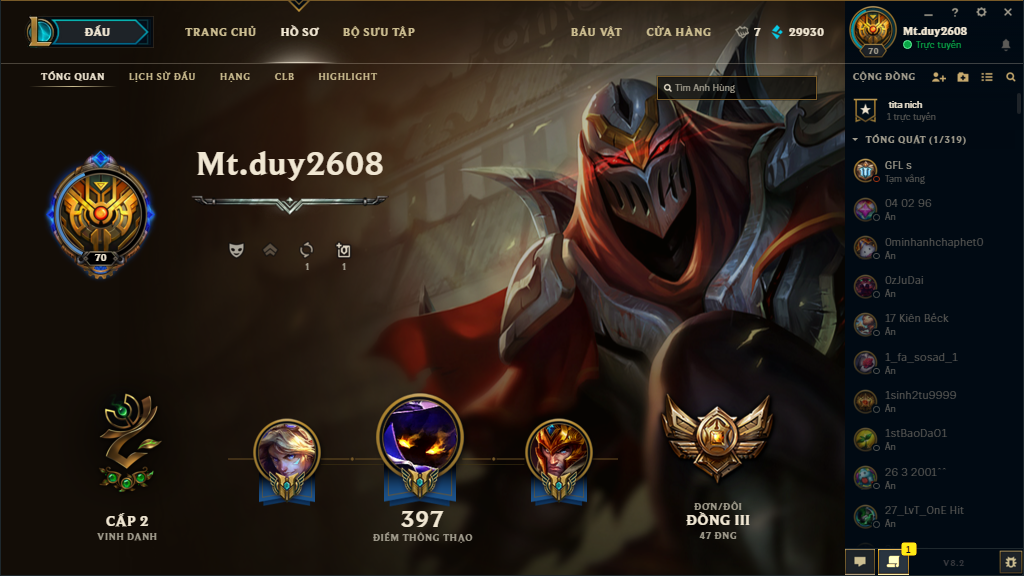 ĐẤU
TRANG CHỦ
HỒ SƠ
BỘ SƯU TẬP
BÁU VẬT
CỬA HÀNG
7
29930
TỔNG QUAN
LỊCH SỬ ĐẤU
HẠNG
CLB
HIGHLIGHT
Tìm Anh Hùng
Mt.duy2608
70
1
1
CẤP 2
VINH DANH
397
ĐIỂM THÔNG THẠO
ĐƠN/ĐÔI
ĐỒNG III
47 ĐNG
?
Mt.duy2608
Trực tuyến
70
CỘNG ĐỒNG
tita nich
1 trực tuyến
TỔNG QUÁT (1/319)
GFL s
Tạm vắng
04 02 96
Ẩn
0minhanhchaphet0
Ẩn
0zJuDai
Ẩn
17 Kiên Bêck
Ẩn
1_fa_sosad_1
Ẩn
1sinh2tu9999
Ẩn
1stBaoDaO1
Ẩn
26 3 2001^^
Ẩn
27_LvT_OnE Hit
Ẩn
1
V8.2